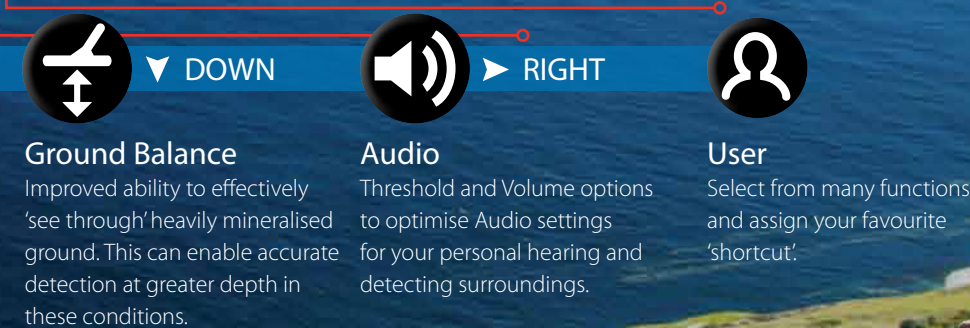 DOWN
RIGHT
Ground Balance
Improved ability to effectively
‘see through’ heavily mineralised
ground. This can enable accurate
detection at greater depth in
these conditions.
Audio
Threshold and Volume options
to optimise Audio settings
for your personal hearing and
detecting surroundings.
User
Select from many functions
and assign your favourite
‘shortcut’.